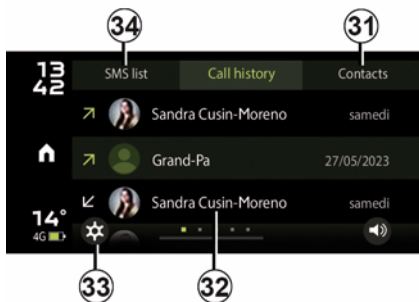 34
31
13
42
SMS list
Call history
Contacts
Sandra Cusin-Moreno
samedi
Grand-Pa
27/05/2023
Sandra Cusin-Moreno
samedi
14°
4G
33
32